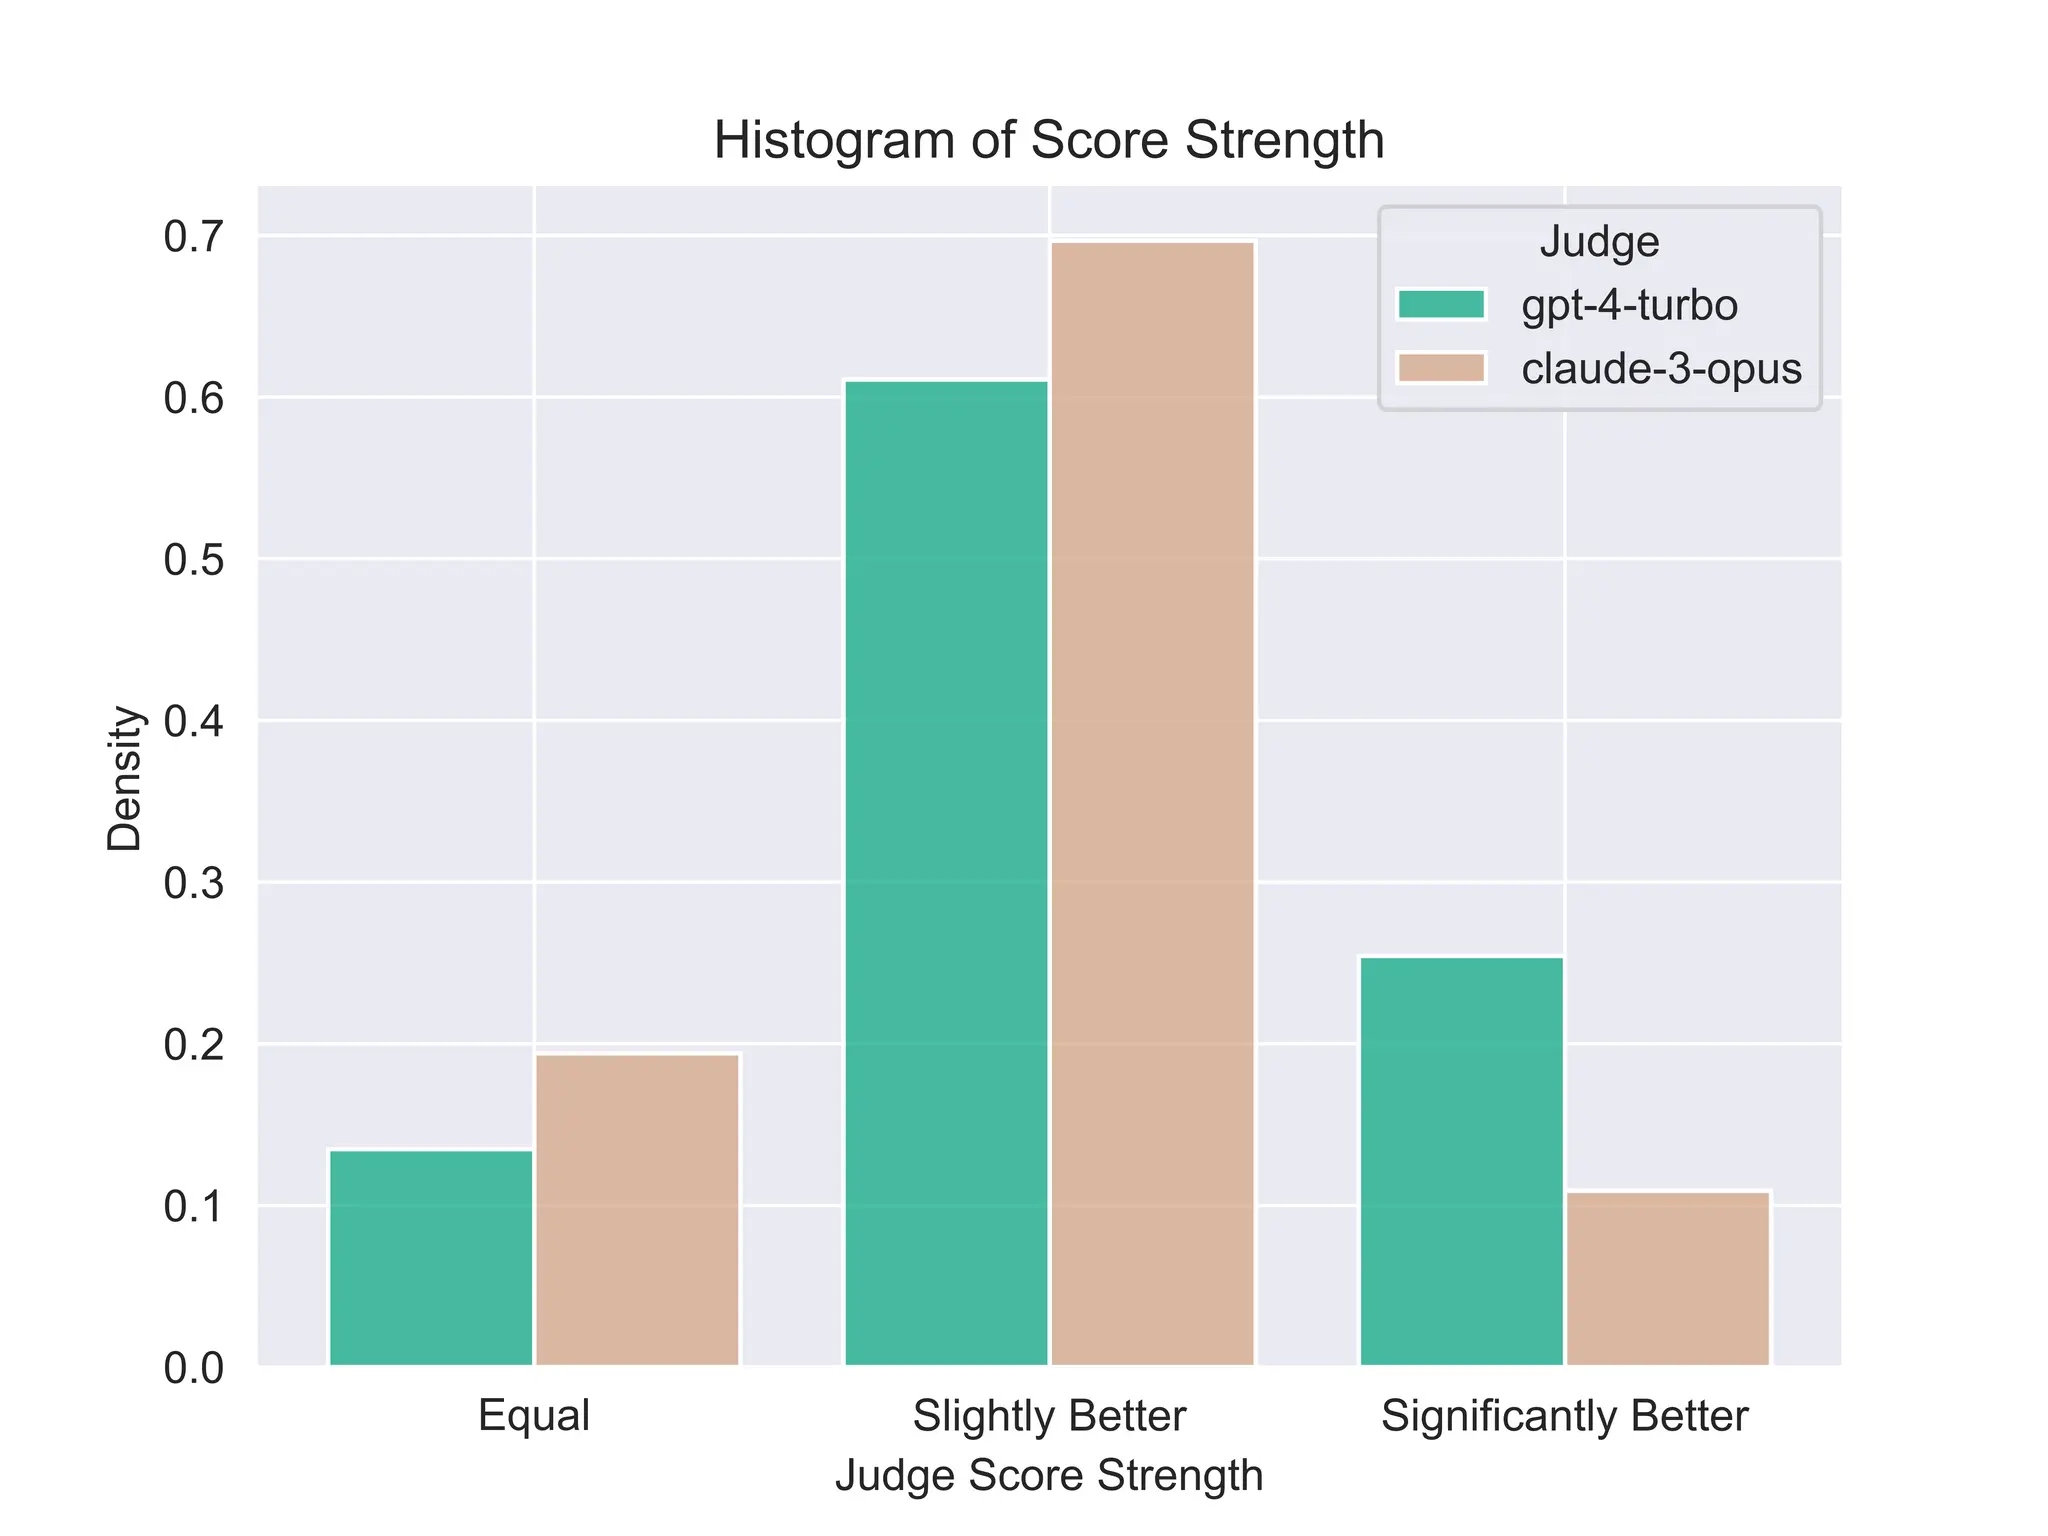 Histogram of Score Strength
Judge
gpt-4-turbo
claude-3-opus
Density
0.7
0.6
0.5
0.4
0.3
0.2
0.1
0.0
Equal
Slightly Better
Significantly Better
Judge Score Strength